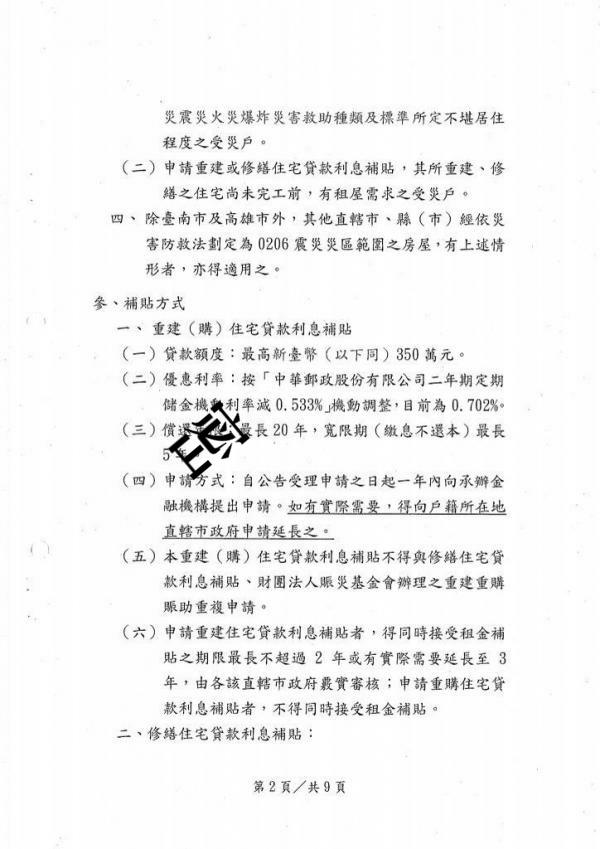 災震災火災爆炸災害救助種類及標準所定不堪居住
程度之受災戶。
（二）申請重建或修繕住宅貸款利息補貼，其所重建、修
繕之住宅尚未完工前，有租屋需求之受災戶。
四、除臺南市及高雄市外，其他直轄市、縣（市）經依災
害防救法劃定為 0206 震災災區範圍之房屋，有上述情
形者，亦得適用之。
參、補貼方式
一、重建（購）住宅貸款利息補貼
（一）貸款額度：最高新臺幣（以下同）350 萬元。
（二）優惠利率：按「中華郵政股份有限公司二年期定期
儲金機動利率減 0.533%」機動調整，目前為 0.702%。
（三）償還：最長 20 年，寬限期（繳息不還本）最長
5年。
（四）申請方式：自公告受理申請之日起一年內向承辦金
融機構提出申請。如有實際需要，得向戶籍所在地
直轄市政府申請延長之。
（五）本重建（購）住宅貸款利息補貼不得與修繕住宅貸
款利息補貼、財團法人賑災基金會辦理之重建重購
賑助重複申請。
（六）申請重建住宅貸款利息補貼者，得同時接受租金補
貼之期限最長不超過 2 年或有實際需要延長至 3
年，由各該直轄市政府覈實審核；申請重購住宅貸
款利息補貼者，不得同時接受租金補貼。
二、修繕住宅貸款利息補貼：
第 2 頁／共 9 頁